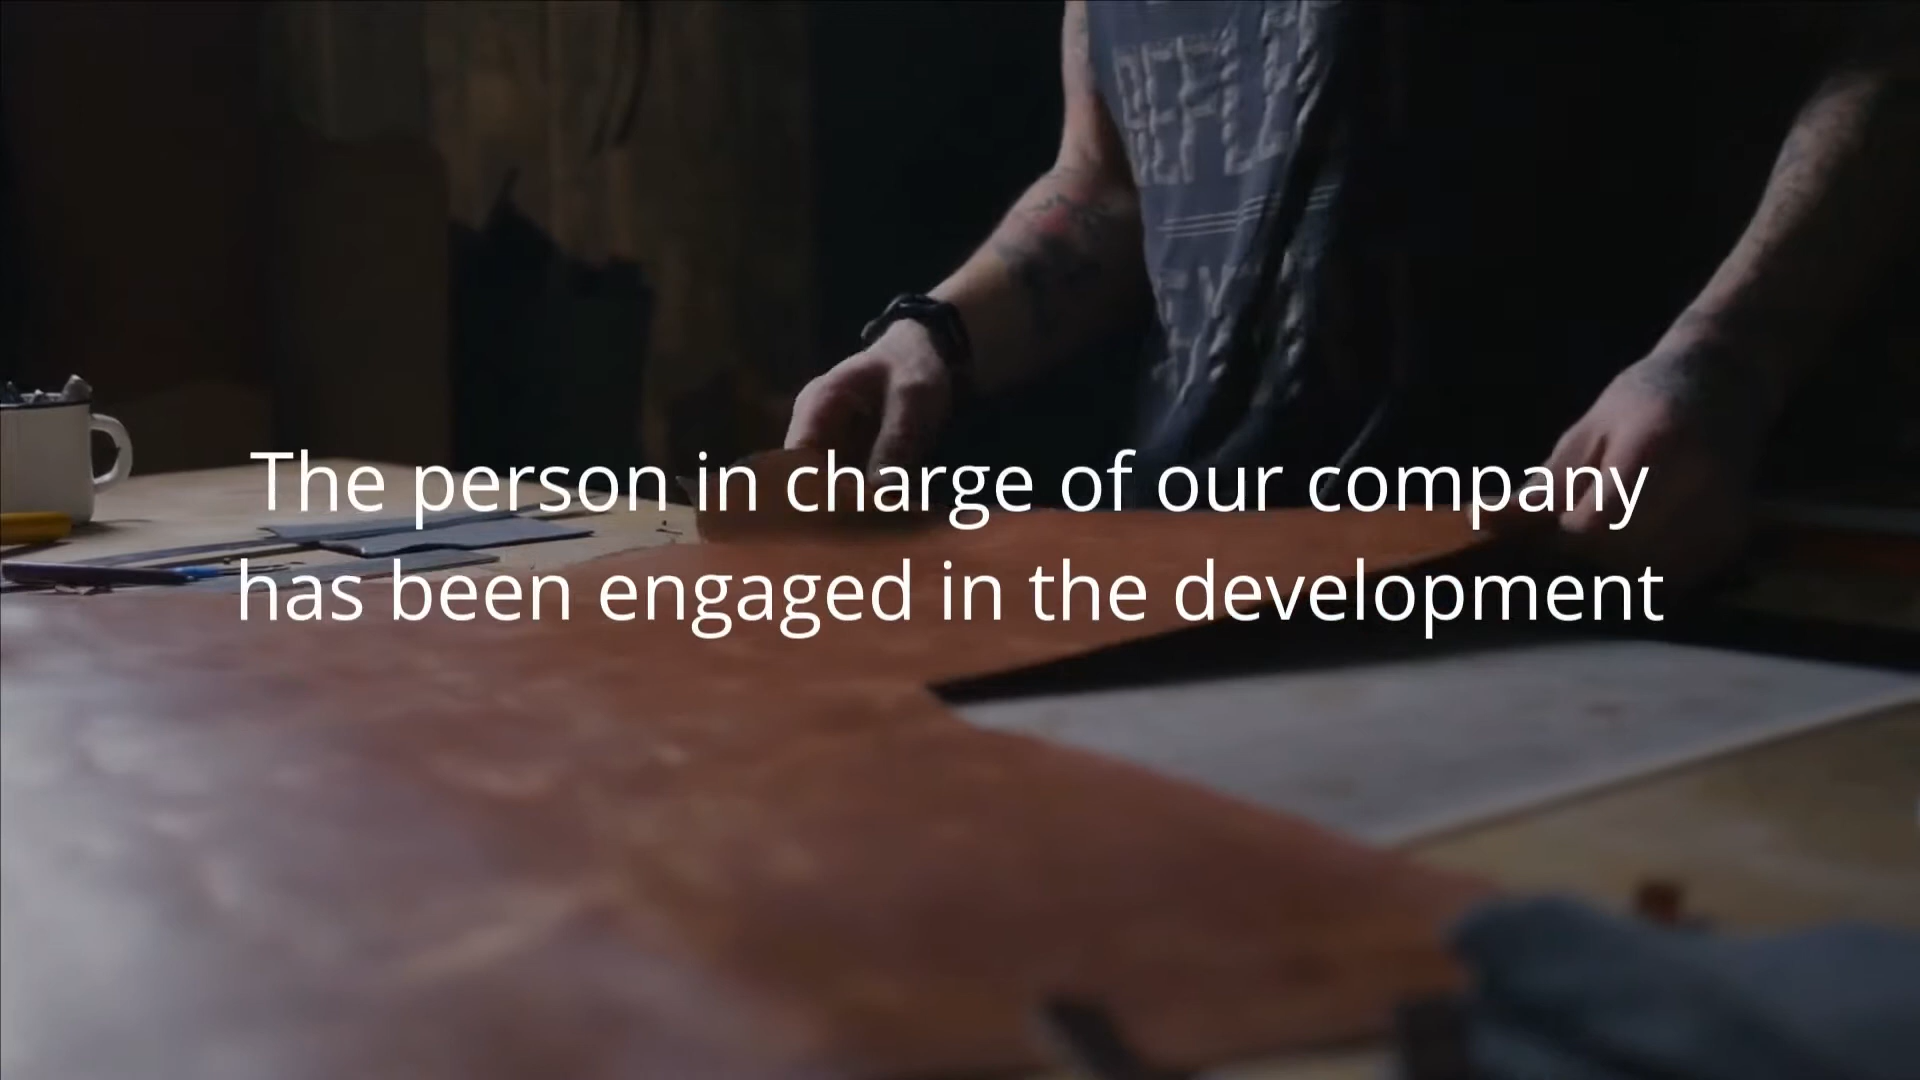 The person in charge of our company
has been engaged in the development